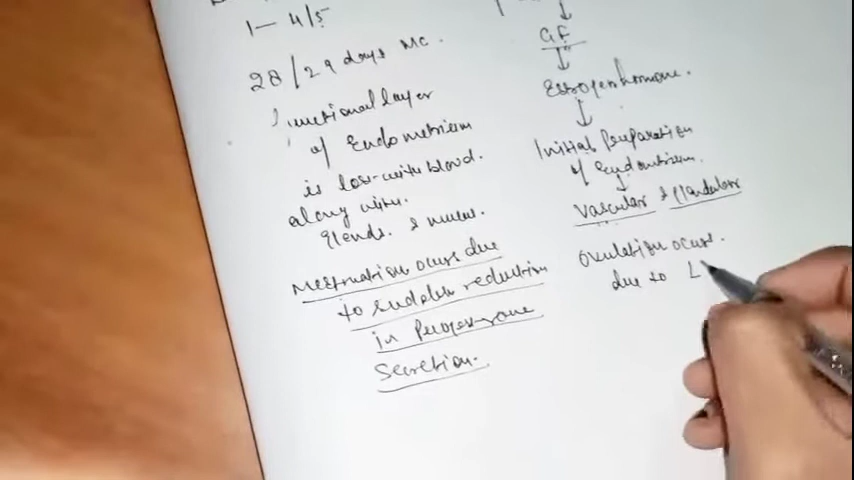 1- 4/5
28/29 days MC.
Functional layer
of Endometrium
is lost with blood
along with
Glands. & mucus.
Mestruation occurs due
to sudden reduction
in Progesterone
Secretion.
GF
Estrogen hormone.
Initial Preparation
of Endometrium.
Vascular & Glandular
Ovulation occurs.
due to L